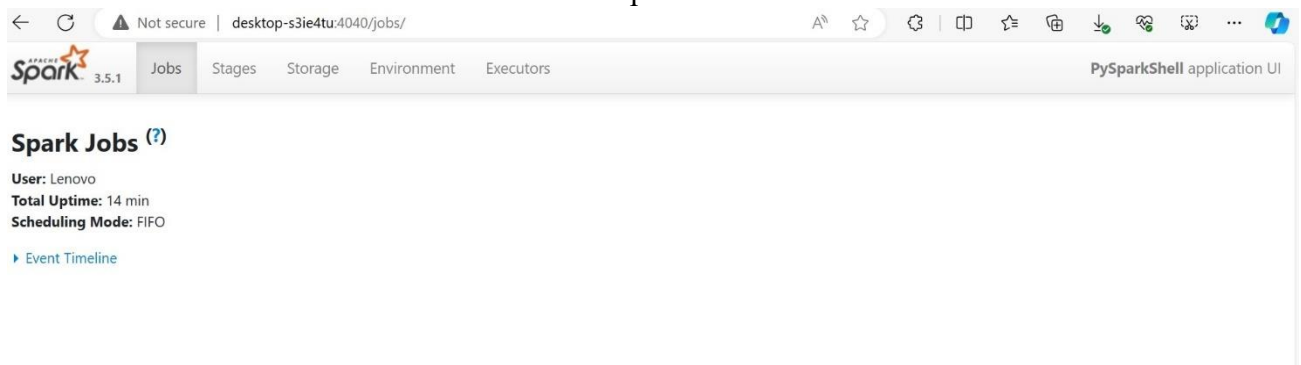 Not secure | desktop-s3ie4tu:4040/jobs/
APACHE Spark 3.5.1 Jobs Stages Storage Environment Executors PySparkShell application UI
Spark Jobs (?)
User: Lenovo
Total Uptime: 14 min
Scheduling Mode: FIFO
Event Timeline